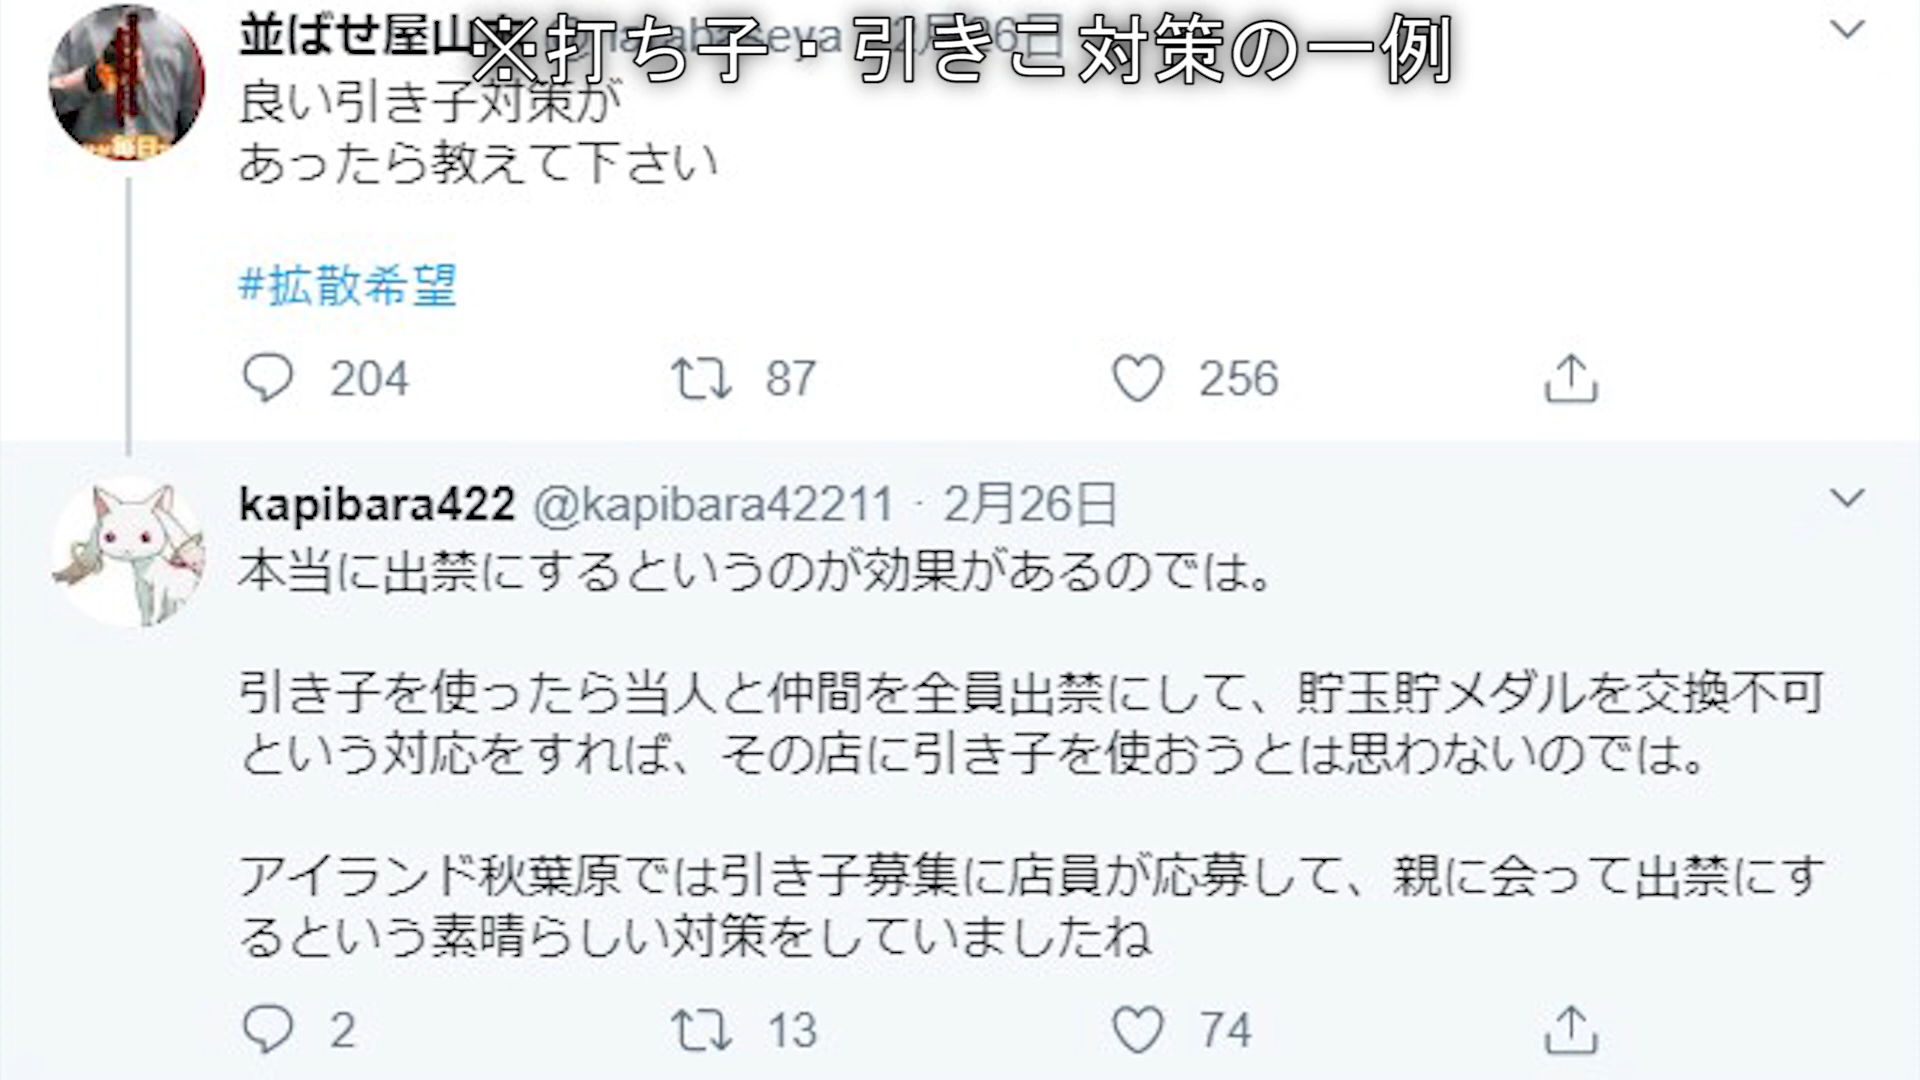 ※打ち子・引きこ対策の一例
並ばせ屋山
2月26日
良い引き子対策が
あったら教えて下さい
#拡散希望
204 87 256
kapibara422 @kapibara42211 · 2月26日
本当に出禁にするというのが効果があるのでは。
引き子を使ったら当人と仲間を全員出禁にして、貯玉貯メダルを交換不可
という対応をすれば、その店に引き子を使おうとは思わないのでは。
アイランド秋葉原では引き子募集に店員が応募して、親に会って出禁にす
るという素晴らしい対策をしていましたね
2 13 74